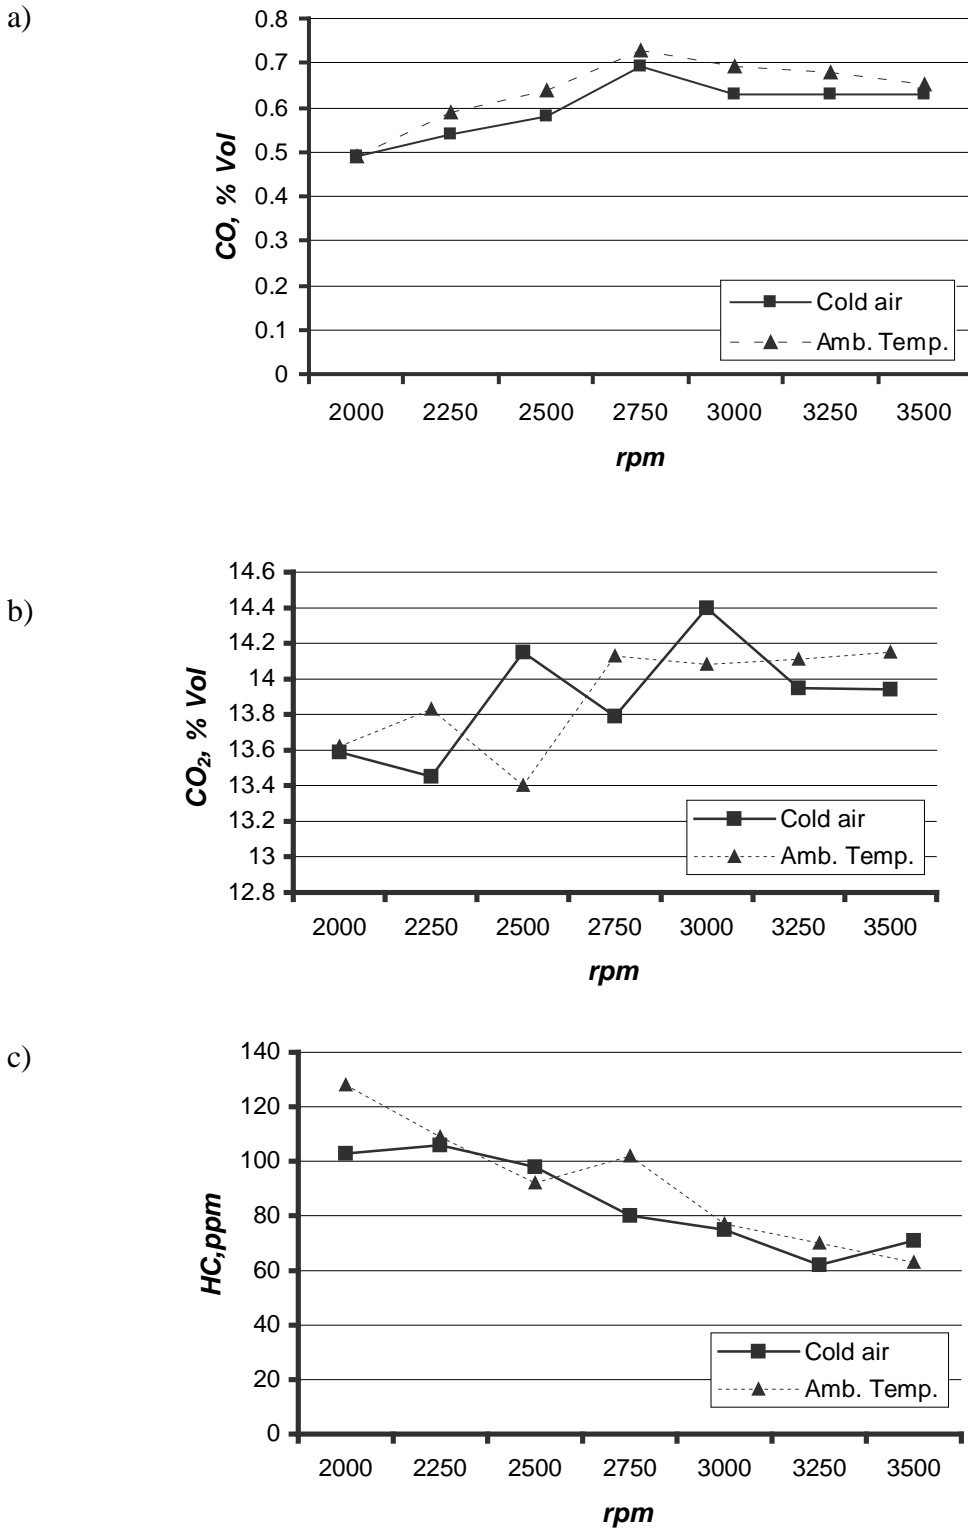 a)
0.8
0.7
0.6
0.5
0.4
0.3
0.2
0.1
0
CO, % Vol
Cold air
Amb. Temp.
2000 2250 2500 2750 3000 3250 3500
rpm
b)
14.6
14.4
14.2
14
13.8
13.6
13.4
13.2
13
12.8
CO₂, % Vol
Cold air
Amb. Temp.
2000 2250 2500 2750 3000 3250 3500
rpm
c)
140
120
100
80
60
40
20
0
HC,ppm
Cold air
Amb. Temp.
2000 2250 2500 2750 3000 3250 3500
rpm